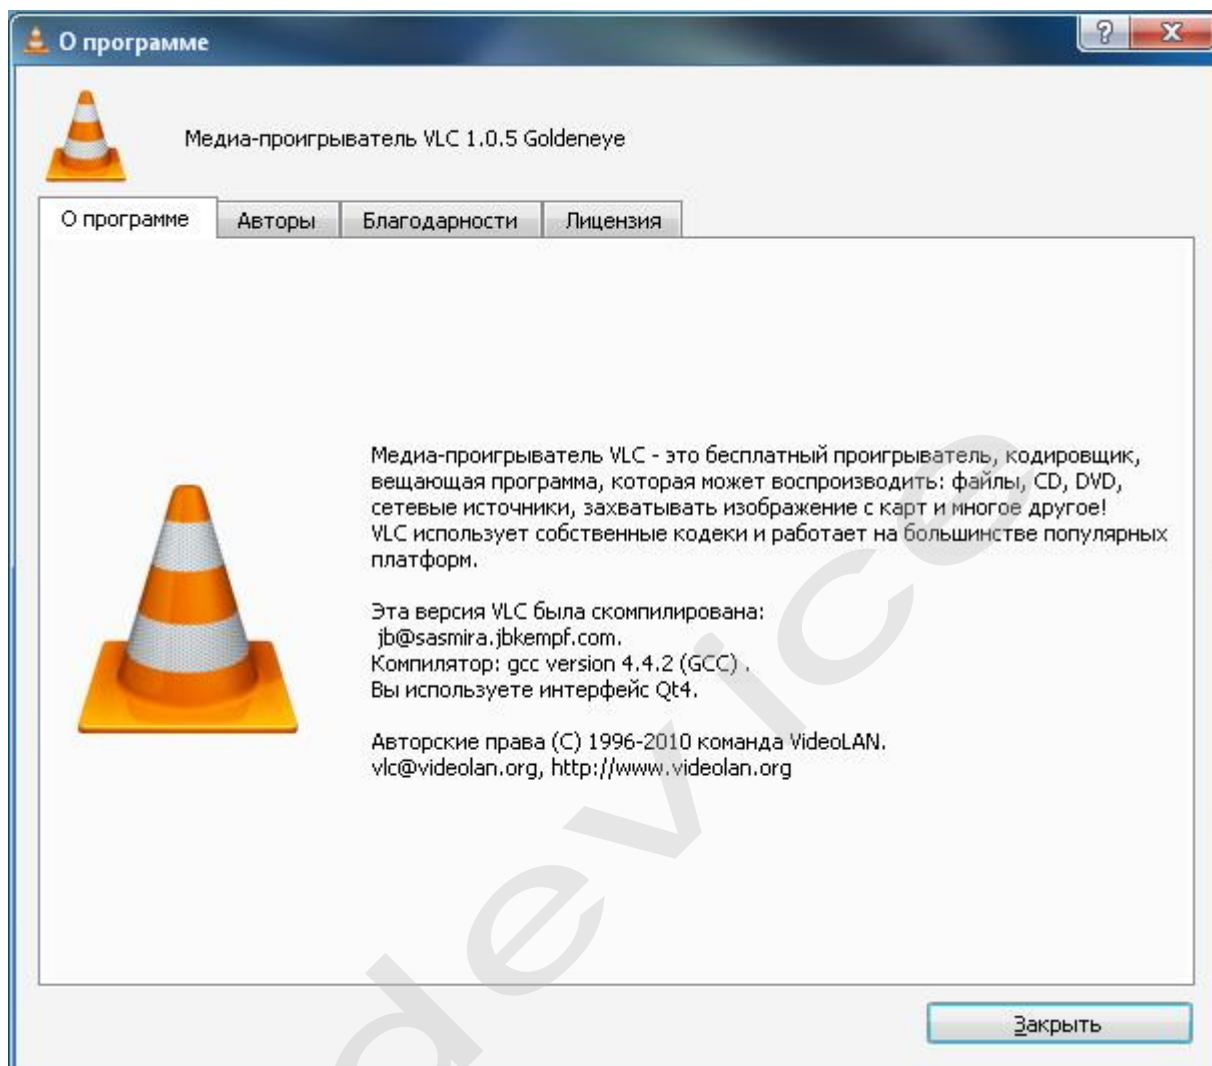 О программе
Медиа-проигрыватель VLC 1.0.5 Goldeneye
О программе Авторы Благодарности Лицензия
Медиа-проигрыватель VLC - это бесплатный проигрыватель, кодировщик,
вещающая программа, которая может воспроизводить: файлы, CD, DVD,
сетевые источники, захватывать изображение с карт и многое другое!
VLC использует собственные кодеки и работает на большинстве популярных
платформ.
Эта версия VLC была скомпилирована:
jb@sasmira.jbkempf.com.
Компилятор: gcc version 4.4.2 (GCC) .
Вы используете интерфейс Qt4.
Авторские права (C) 1996-2010 команда VideoLAN.
vlc@videolan.org, http://www.videolan.org
Закрыть
device